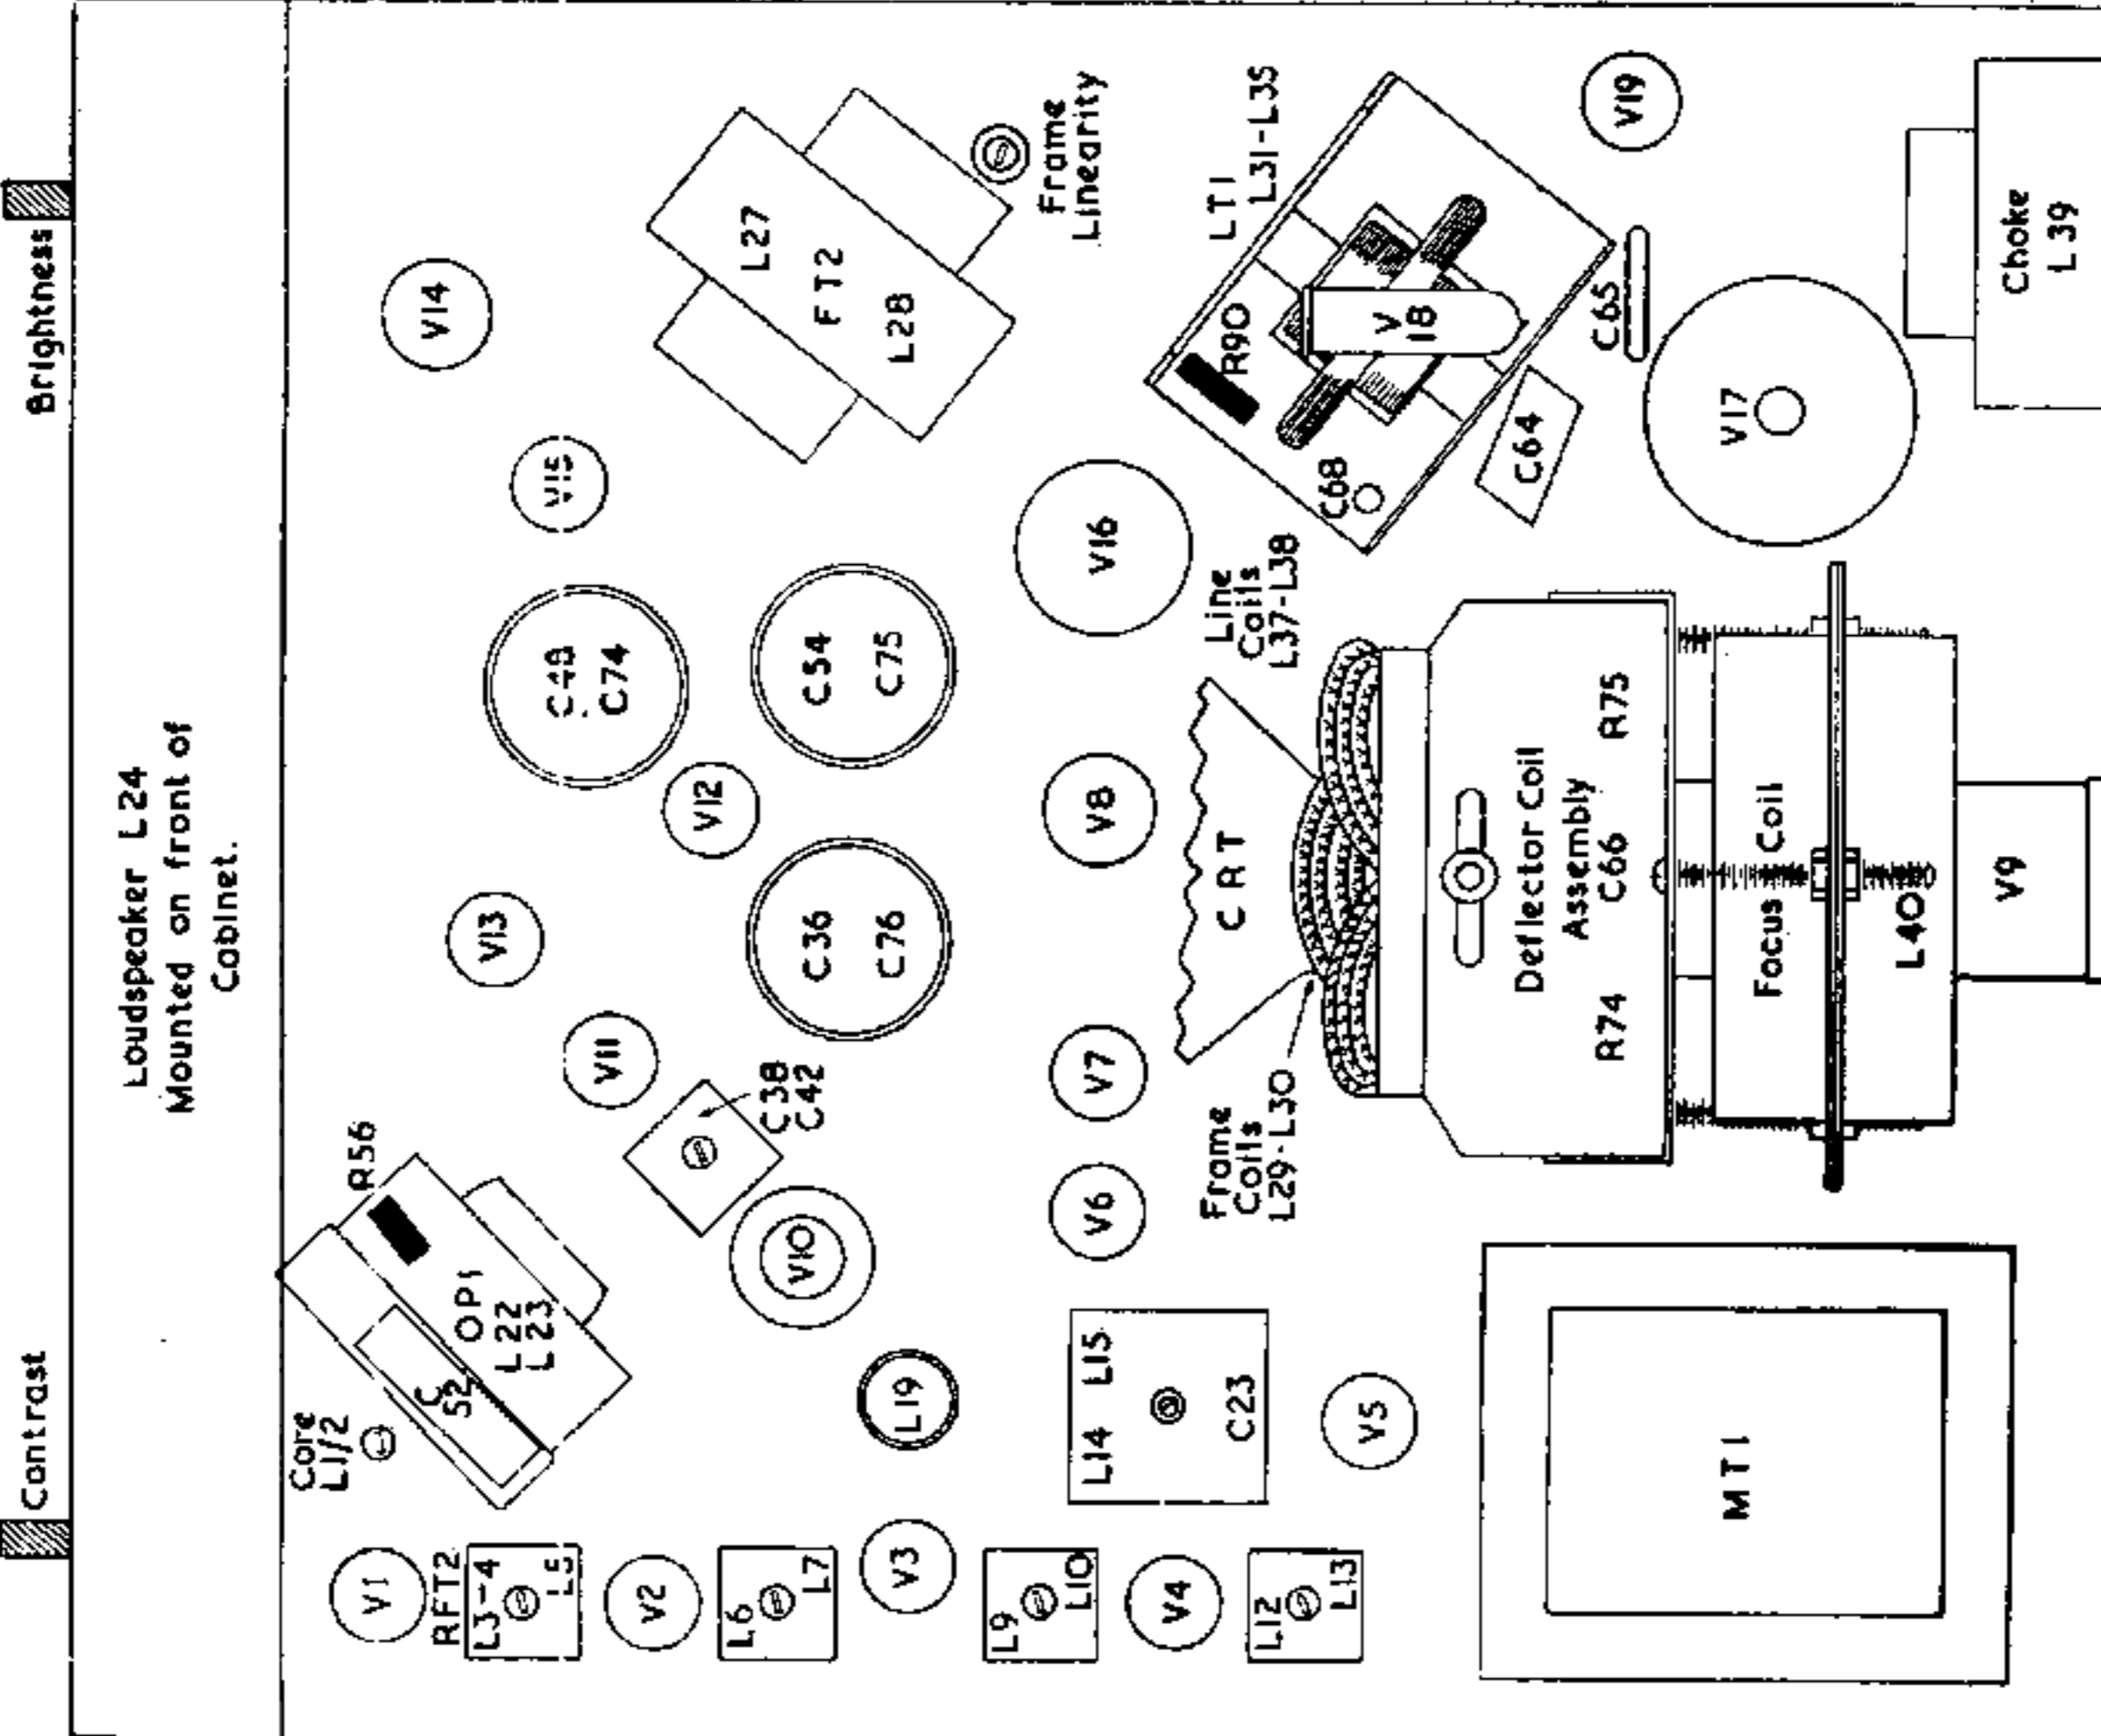 Contrast
Brightness
Loudspeaker L24
Mounted on front of
Cabinet.
Core
L1/2
R56
V1
RFT2
L3-4
L5
C
52
OP1
L22
L23
V11
V13
V15
V14
C74
V2
L6
L7
C38
C42
V10
V12
C36
C76
C54
C75
L27
FT2
L28
Frame
Linearity
V3
L19
L9
L10
L14
L15
C23
V6
V7
V8
V16
V4
L12
L13
V5
Frame
Coils
L29-L30
CRT
Line
Coils
L37-L38
LT1
L31-L35
R90
C68
V
18
C64
C65
V19
Deflector Coil
Assembly
R74
C66
R75
MT1
Focus Coil
L40
V9
V17
Choke
L39